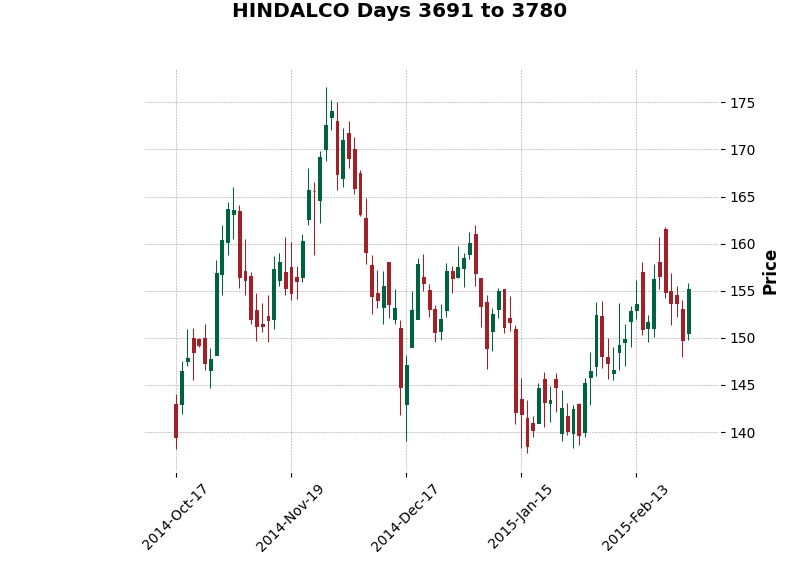 HINDALCO Days 3691 to 3780
175
170
165
160
155
150
145
140
Price
2014-Oct-17
2014-Nov-19
2014-Dec-17
2015-Jan-15
2015-Feb-13